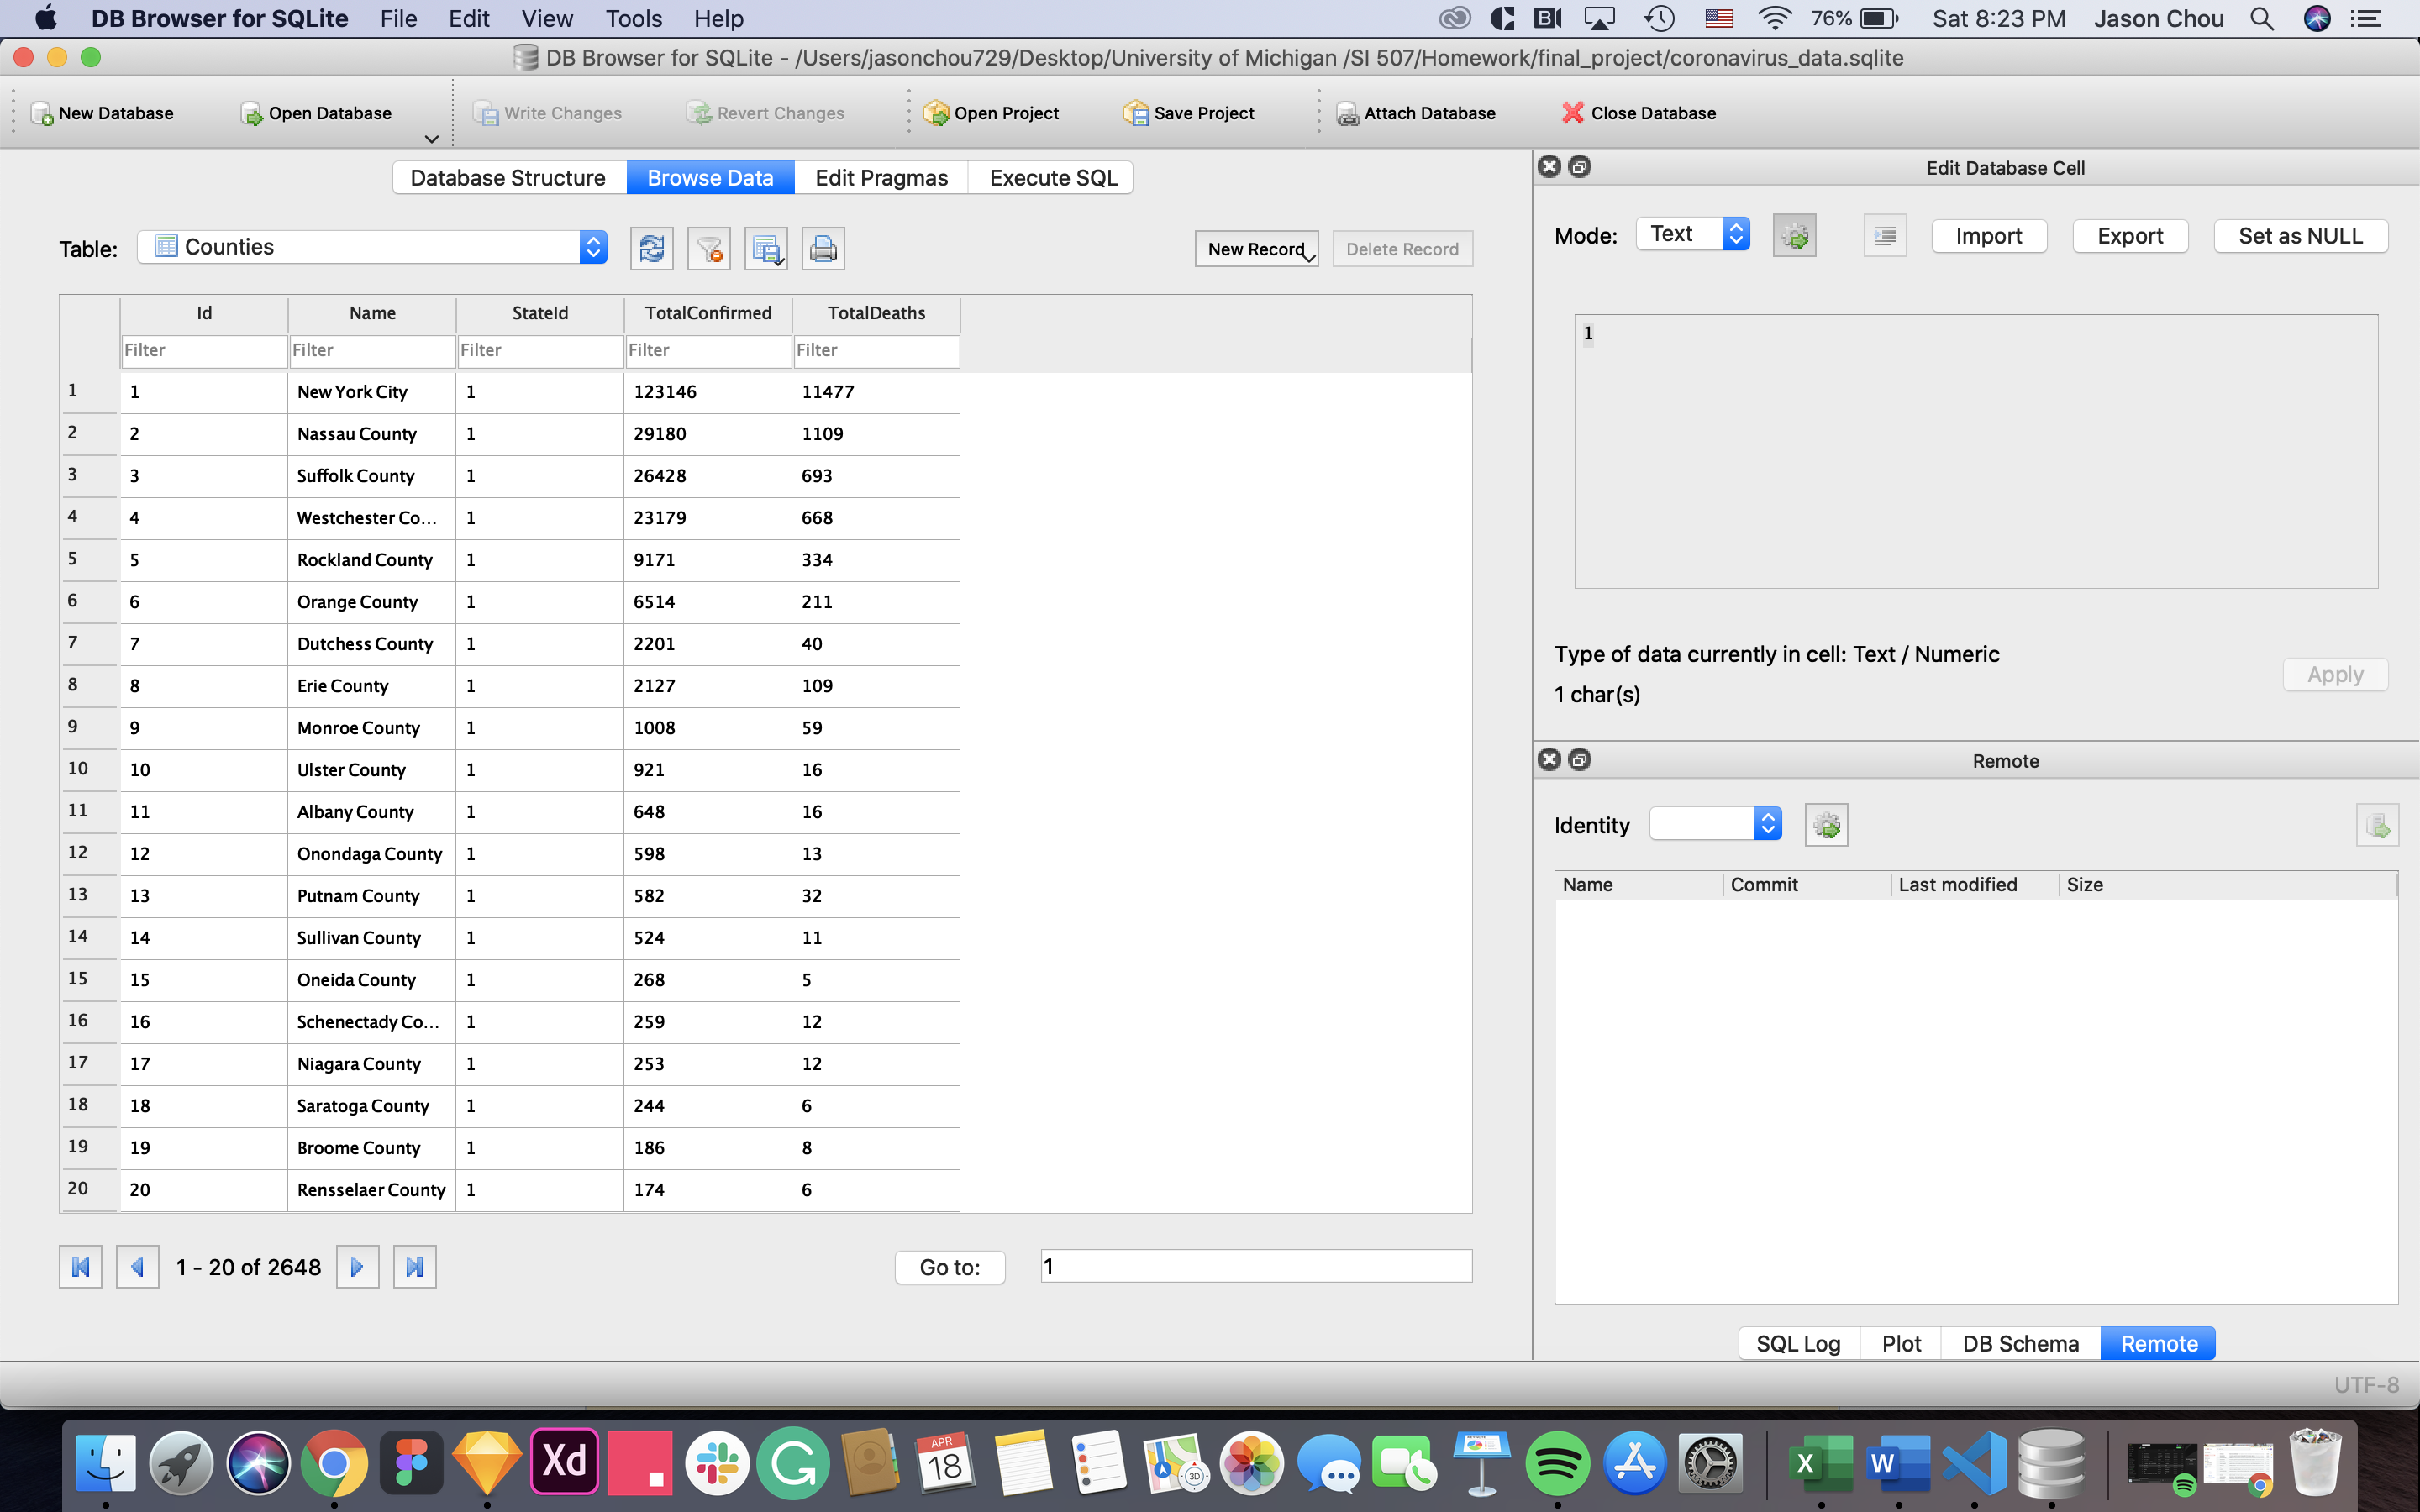 DB Browser for SQLite File Edit View Tools Help 76% Sat 8:23 PM Jason Chou
DB Browser for SQLite - /Users/jasonchou729/Desktop/University of Michigan /SI 507/Homework/final_project/coronavirus_data.sqlite
New Database Open Database Write Changes Revert Changes Open Project Save Project Attach Database Close Database
Database Structure Browse Data Edit Pragmas Execute SQL
Table: Counties New Record Delete Record
Id Name StateId TotalConfirmed TotalDeaths
Filter Filter Filter Filter Filter
1 1 New York City 1 123146 11477
2 2 Nassau County 1 29180 1109
3 3 Suffolk County 1 26428 693
4 4 Westchester Co... 1 23179 668
5 5 Rockland County 1 9171 334
6 6 Orange County 1 6514 211
7 7 Dutchess County 1 2201 40
8 8 Erie County 1 2127 109
9 9 Monroe County 1 1008 59
10 10 Ulster County 1 921 16
11 11 Albany County 1 648 16
12 12 Onondaga County 1 598 13
13 13 Putnam County 1 582 32
14 14 Sullivan County 1 524 11
15 15 Oneida County 1 268 5
16 16 Schenectady Co... 1 259 12
17 17 Niagara County 1 253 12
18 18 Saratoga County 1 244 6
19 19 Broome County 1 186 8
20 20 Rensselaer County 1 174 6
1 - 20 of 2648 Go to: 1
Edit Database Cell
Mode: Text Import Export Set as NULL
1
Type of data currently in cell: Text / Numeric
1 char(s)
Apply
Remote
Identity
Name Commit Last modified Size
SQL Log Plot DB Schema Remote
UTF-8
Xd
APR
18
3D
X
W